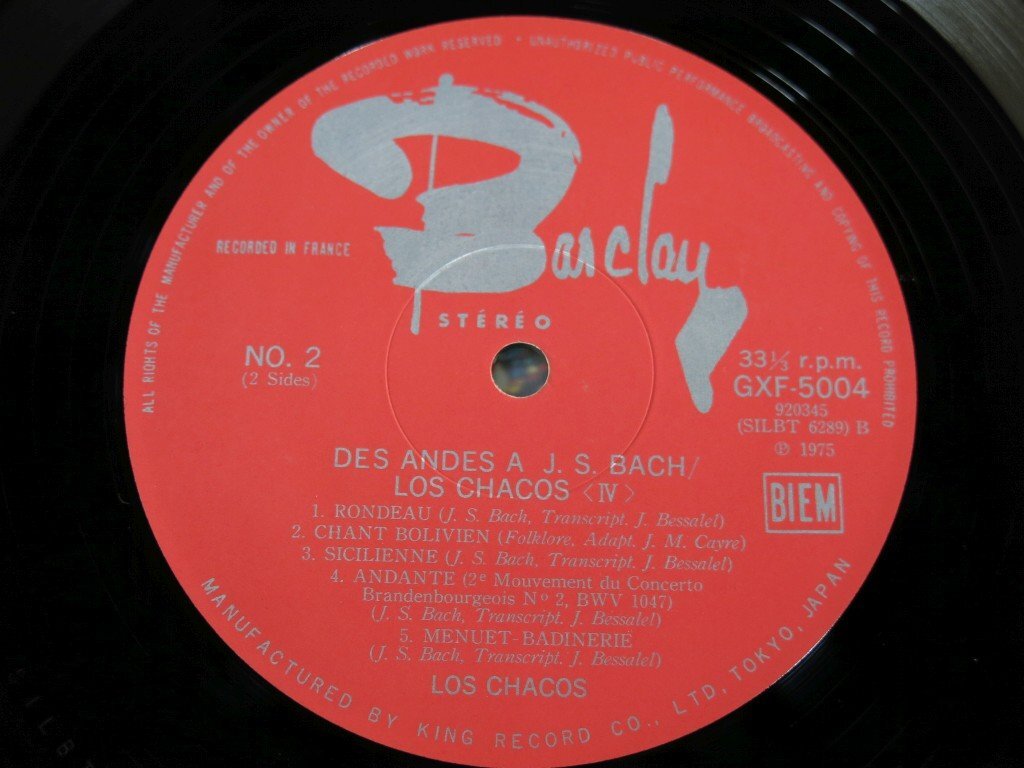 ALL RIGHTS OF THE MANUFACTURER AND OF THE OWNER OF THE RECORDED WORK RESERVED • UNAUTHORIZED PUBLIC PERFORMANCE BROADCASTING AND COPYING OF THIS RECORD PROHIBITED
Barclay
RECORDED IN FRANCE
STÉRÉO
NO. 2
(2 Sides)
33⅓ r.p.m.
GXF-5004
920345
(SILBT 6289) B
℗ 1975
BIEM
DES ANDES A J. S. BACH/
LOS CHACOS <IV>
1. RONDEAU (J. S. Bach, Transcript. J. Bessalel)
2. CHANT BOLIVIEN (Folklore, Adapt. J. M. Cayre)
3. SICILIENNE (J. S. Bach, Transcript. J. Bessalel)
4. ANDANTE (2e Mouvement du Concerto
Brandenbourgeois No 2, BWV 1047)
(J. S. Bach, Transcript. J. Bessalel)
5. MENUET-BADINERIE
(J. S. Bach, Transcript. J. Bessalel)
LOS CHACOS
MANUFACTURED BY KING RECORD CO., LTD, TOKYO, JAPAN